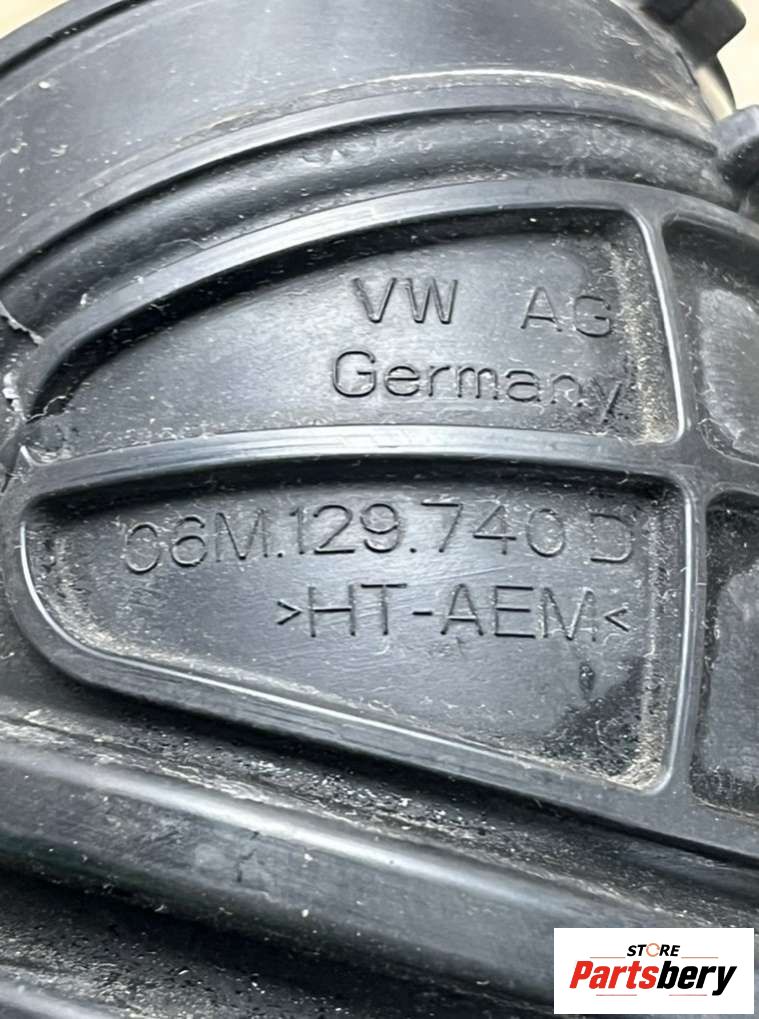 VW AG
Germany
06M.129.740 D
>HT-AEM<
STORE
Partsbery